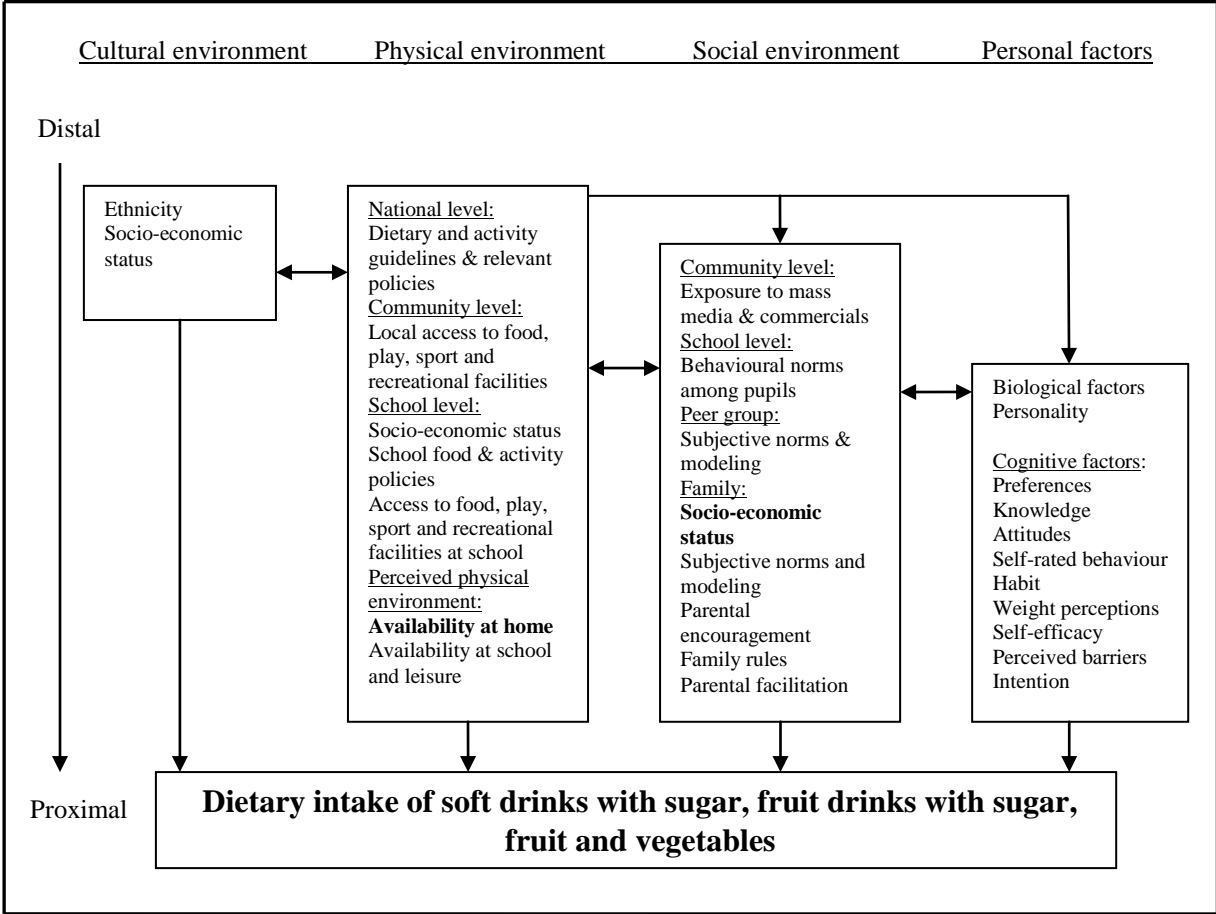 Cultural environment Physical environment Social environment Personal factors
Distal
Ethnicity
Socio-economic
status
National level:
Dietary and activity
guidelines & relevant
policies
Community level:
Local access to food,
play, sport and
recreational facilities
School level:
Socio-economic status
School food & activity
policies
Access to food, play,
sport and recreational
facilities at school
Perceived physical
environment:
Availability at home
Availability at school
and leisure
Community level:
Exposure to mass
media & commercials
School level:
Behavioural norms
among pupils
Peer group:
Subjective norms &
modeling
Family:
Socio-economic
status
Subjective norms and
modeling
Parental
encouragement
Family rules
Parental facilitation
Biological factors
Personality
Cognitive factors:
Preferences
Knowledge
Attitudes
Self-rated behaviour
Habit
Weight perceptions
Self-efficacy
Perceived barriers
Intention
Proximal
Dietary intake of soft drinks with sugar, fruit drinks with sugar,
fruit and vegetables